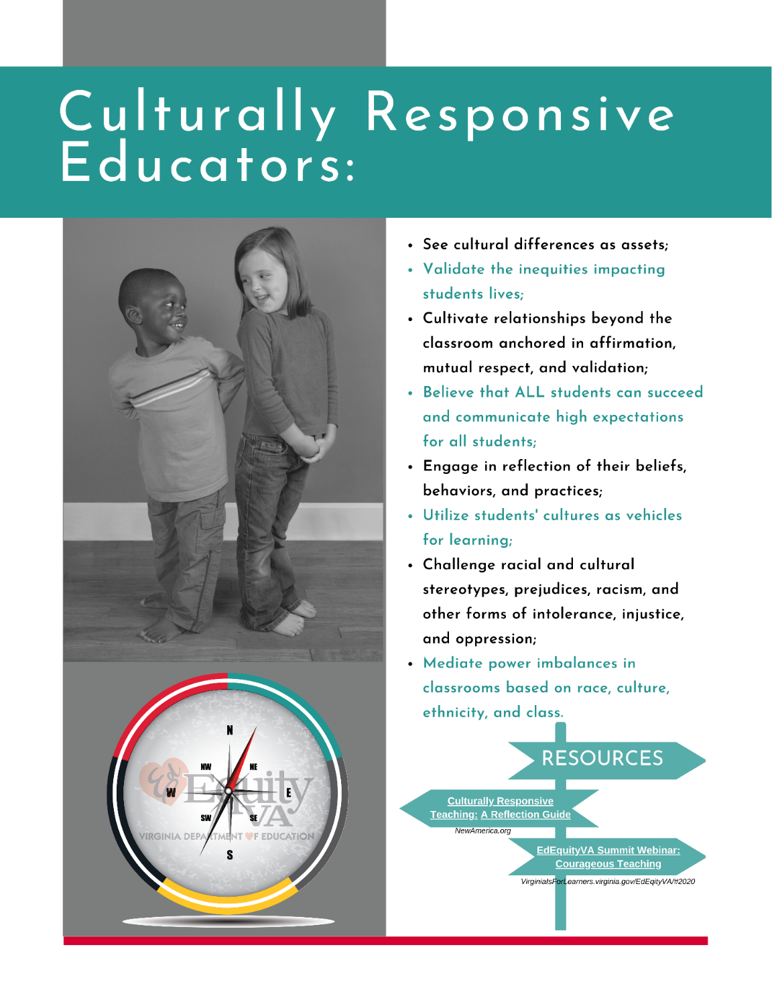 Culturally Responsive
Educators:
• See cultural differences as assets;
• Validate the inequities impacting
students lives;
• Cultivate relationships beyond the
classroom anchored in affirmation,
mutual respect, and validation;
• Believe that ALL students can succeed
and communicate high expectations
for all students;
• Engage in reflection of their beliefs,
behaviors, and practices;
• Utilize students' cultures as vehicles
for learning;
• Challenge racial and cultural
stereotypes, prejudices, racism, and
other forms of intolerance, injustice,
and oppression;
• Mediate power imbalances in
classrooms based on race, culture,
ethnicity, and class.
RESOURCES
Culturally Responsive
Teaching: A Reflection Guide
NewAmerica.org
EdEquityVA Summit Webinar:
Courageous Teaching
VirginiaIsForLearners.virginia.gov/EdEqityVA/#2020
N
NW NE
Ed Equity
W E
SW SE
VA
VIRGINIA DEPARTMENT OF EDUCATION
S